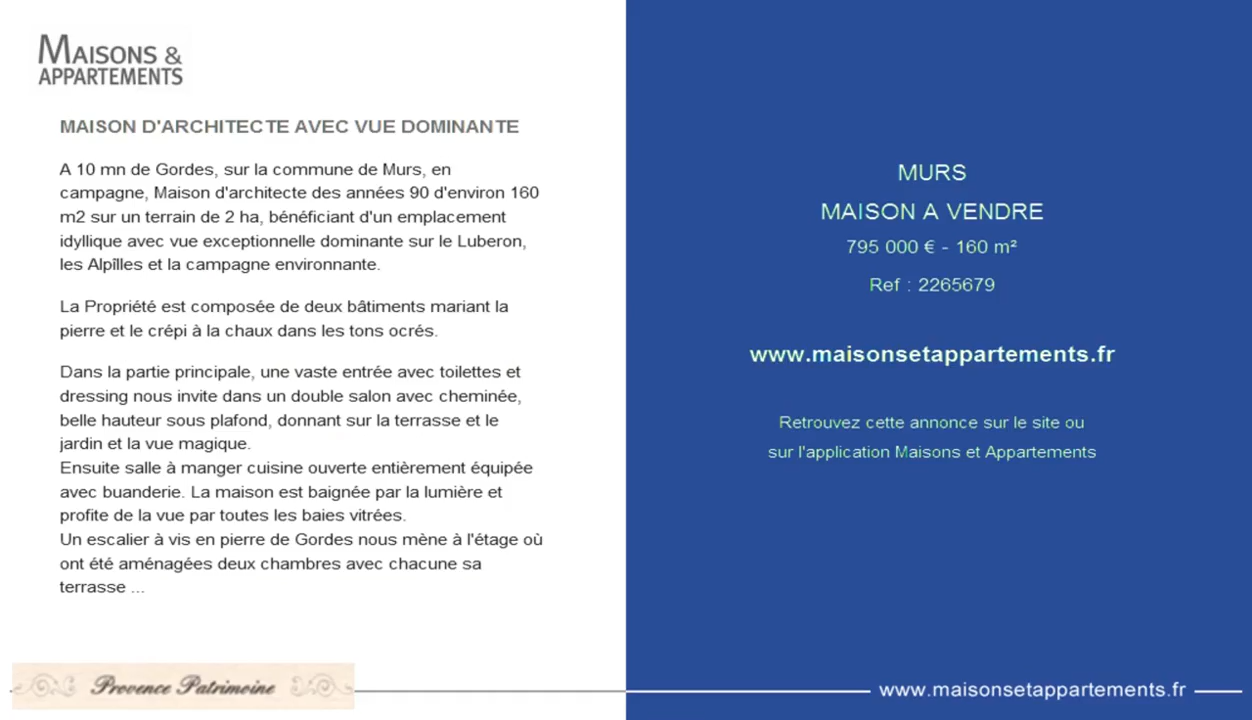 MAISONS &
APPARTEMENTS
MAISON D'ARCHITECTE AVEC VUE DOMINANTE
A 10 mn de Gordes, sur la commune de Murs, en
campagne, Maison d'architecte des années 90 d'environ 160
m2 sur un terrain de 2 ha, bénéficiant d'un emplacement
idyllique avec vue exceptionnelle dominante sur le Luberon,
les Alpîlles et la campagne environnante.
La Propriété est composée de deux bâtiments mariant la
pierre et le crépi à la chaux dans les tons ocrés.
Dans la partie principale, une vaste entrée avec toilettes et
dressing nous invite dans un double salon avec cheminée,
belle hauteur sous plafond, donnant sur la terrasse et le
jardin et la vue magique.
Ensuite salle à manger cuisine ouverte entièrement équipée
avec buanderie. La maison est baignée par la lumière et
profite de la vue par toutes les baies vitrées.
Un escalier à vis en pierre de Gordes nous mène à l'étage où
ont été aménagées deux chambres avec chacune sa
terrasse ...
Provence Patrimoine
MURS
MAISON A VENDRE
795 000 € - 160 m²
Ref : 2265679
www.maisonsetappartements.fr
Retrouvez cette annonce sur le site ou
sur l'application Maisons et Appartements
www.maisonsetappartements.fr